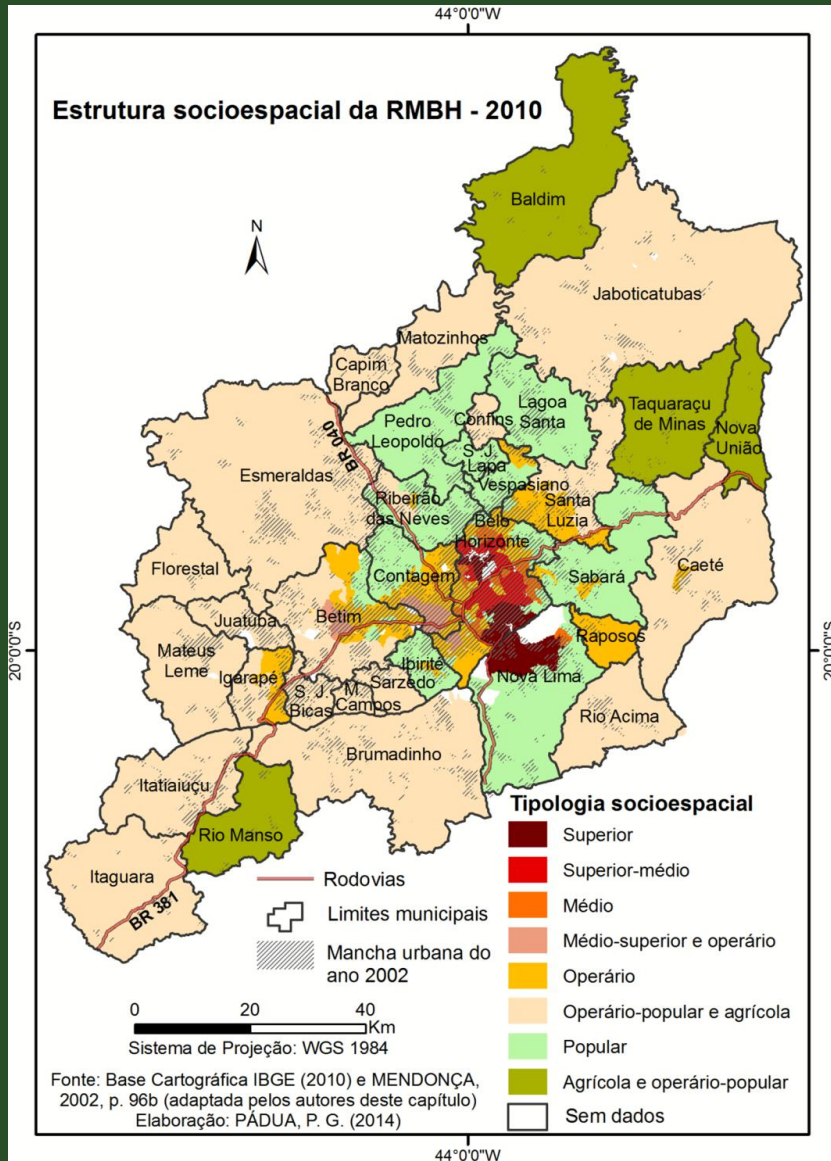 44°0'0"W
Estrutura socioespacial da RMBH - 2010
N
Baldim
Jaboticatubas
Matozinhos
Capim
Branco
Pedro
Leopoldo
Confins
Lagoa
Santa
Taquaraçu
de Minas
Nova
União
BR 040
S. J.
Lapa
Vespasiano
Esmeraldas
Ribeirão
das Neves
Santa
Luzia
Belo
Horizonte
Florestal
Contagem
Sabará
Caeté
Juatuba
Betim
Mateus
Leme
Igarapé
Raposos
Ibirité
Sarzedo
S. J.
Bicas
M.
Campos
Nova Lima
Rio Acima
Brumadinho
Itatiaiuçu
Rio Manso
Itaguara
BR 381
20°0'0"S
20°0'0"S
Rodovias
Limites municipais
Mancha urbana do
ano 2002
Tipologia socioespacial
Superior
Superior-médio
Médio
Médio-superior e operário
Operário
Operário-popular e agrícola
Popular
Agrícola e operário-popular
Sem dados
0 20 40
Km
Sistema de Projeção: WGS 1984
Fonte: Base Cartográfica IBGE (2010) e MENDONÇA,
2002, p. 96b (adaptada pelos autores deste capítulo)
Elaboração: PÁDUA, P. G. (2014)
44°0'0"W